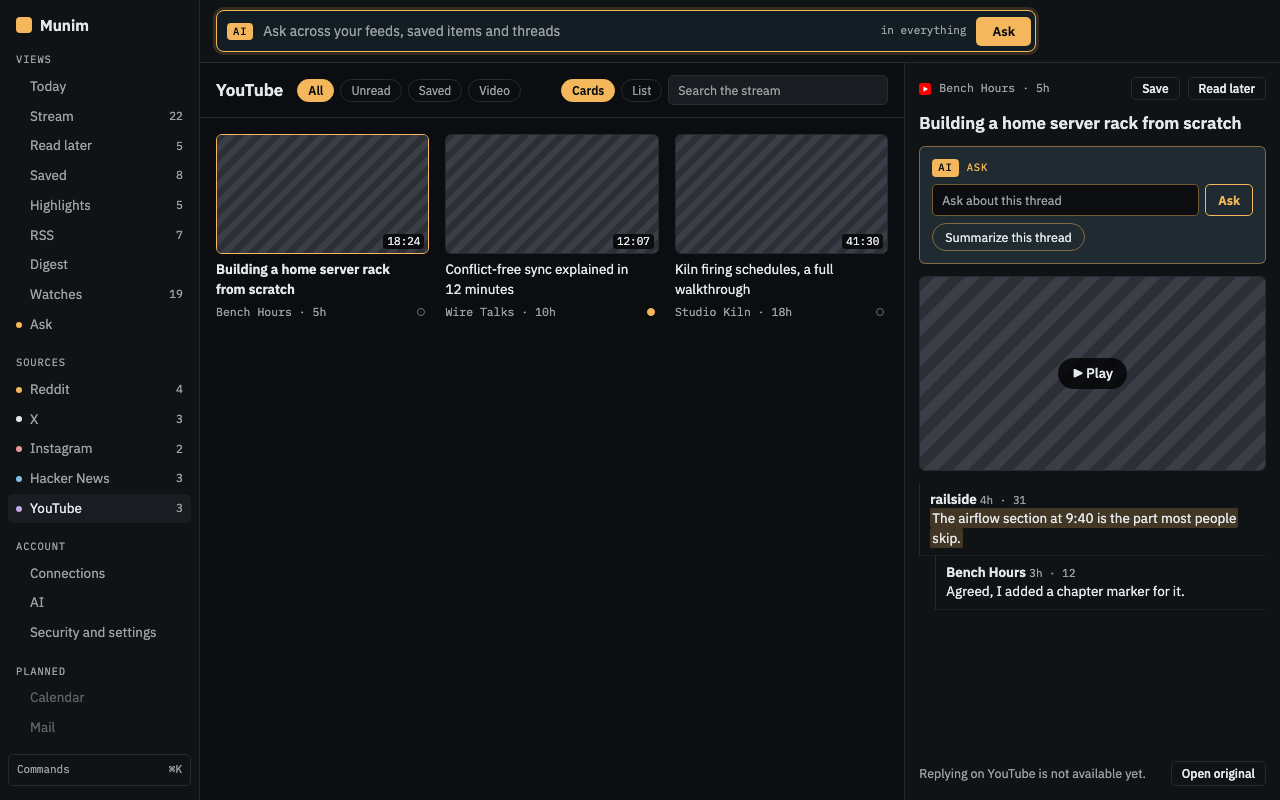 Munim
VIEWS
Today
Stream 22
Read later 5
Saved 8
Highlights 5
RSS 7
Digest
Watches 19
Ask
SOURCES
Reddit 4
X 3
Instagram 2
Hacker News 3
YouTube 3
ACCOUNT
Connections
AI
Security and settings
PLANNED
Calendar
Mail
Commands ⌘K
AI Ask across your feeds, saved items and threads in everything Ask
YouTube All Unread Saved Video Cards List Search the stream
18:24
Building a home server rack
from scratch
Bench Hours · 5h
12:07
Conflict-free sync explained in
12 minutes
Wire Talks · 10h
41:30
Kiln firing schedules, a full
walkthrough
Studio Kiln · 18h
Bench Hours · 5h Save Read later
Building a home server rack from scratch
AI ASK
Ask about this thread Ask
Summarize this thread
Play
railside 4h · 31
The airflow section at 9:40 is the part most people
skip.
Bench Hours 3h · 12
Agreed, I added a chapter marker for it.
Replying on YouTube is not available yet. Open original